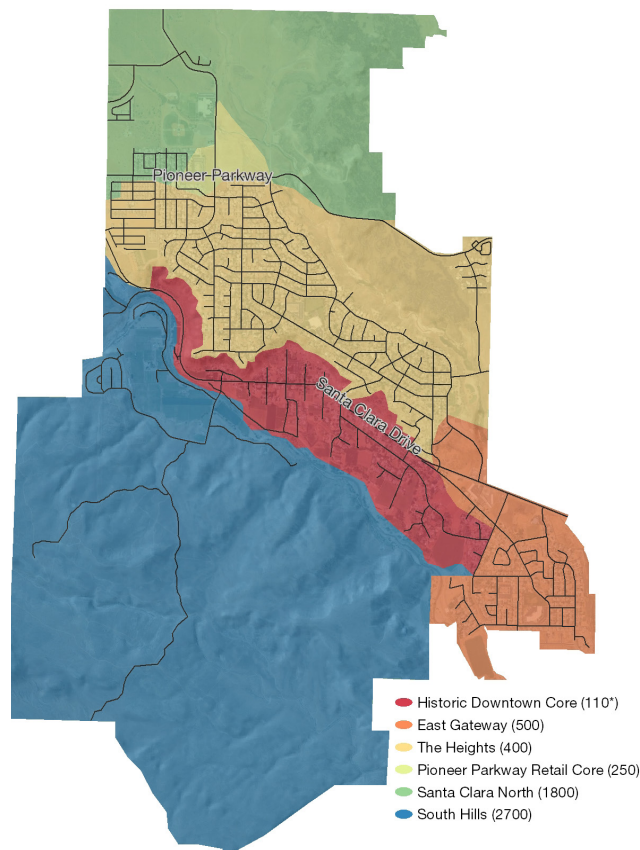 Pioneer Parkway
Santa Clara Drive
Historic Downtown Core (110*)
East Gateway (500)
The Heights (400)
Pioneer Parkway Retail Core (250)
Santa Clara North (1800)
South Hills (2700)